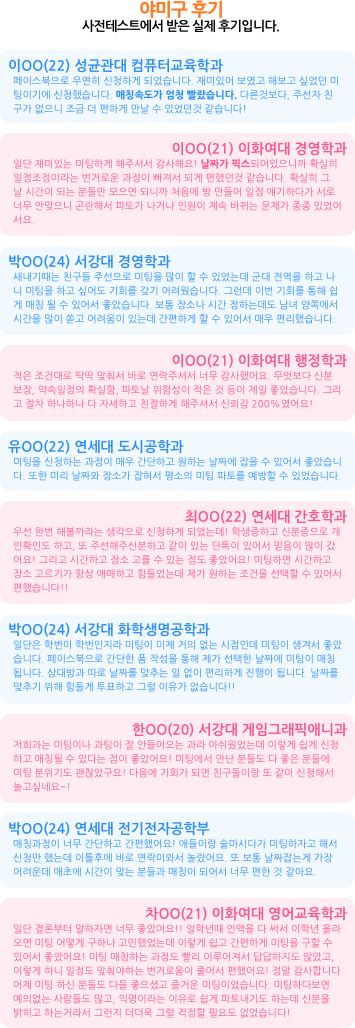 야미구 후기
사전테스트에서 받은 실제 후기입니다.
이OO(22) 성균관대 컴퓨터교육학과
페이스북으로 우연히 신청하게 되었습니다. 재미있어 보였고 해보고 싶었던 미
팅이기에 신청했습니다. 매칭속도가 엄청 빨랐습니다. 다른것보다, 주선자 친
구가 없으니 조금 더 편하게 만날 수 있었던것 같습니다!
이OO(21) 이화여대 경영학과
일단 재미있는 미팅하게 해주셔서 감사해요! 날짜가 픽스되어있으니까 확실히
일정조정이라는 번거로운 과정이 빠져서 되게 편했던것 같습니다. 확실히 그
날 시간이 되는 분들만 모으면 되니까 처음에 방 만들어 일정 얘기하다가 서로
너무 안맞으니 곤란해서 파토가 나거나 인원이 계속 바뀌는 문제가 종종 있었어
서요.
박OO(24) 서강대 경영학과
새내기때는 친구들 주선으로 미팅을 많이 할 수 있었는데 군대 전역을 하고 나
니 미팅을 하고 싶어도 기회를 갖기 어려웠습니다. 그런데 이번 기회를 통해 쉽
게 매칭 될 수 있어서 좋았습니다. 보통 장소나 시간 정하는데도 남녀 양쪽에서
시간을 많이 쏟고 어려움이 있는데 간편하게 할 수 있어서 매우 편리했습니다.
이OO(21) 이화여대 행정학과
적은 조건대로 딱딱 맞춰서 바로 연락주셔서 너무 감사했어요. 무엇보다 신분
보장, 약속일정의 확실함, 파토날 위험성이 적은 것 등이 제일 좋았습니다. 그리
고 절차 하나하나 다 자세하고 친절하게 해주셔서 신뢰감 200%였어요!
유OO(22) 연세대 도시공학과
미팅을 신청하는 과정이 매우 간단하고 원하는 날짜에 잡을 수 있어서 좋았습니
다. 또한 미리 날짜와 장소가 잡혀서 평소의 미팅 파토를 예방할 수 있었습니다.
최OO(22) 연세대 간호학과
우선 한번 해볼까라는 생각으로 신청하게 되었는데! 학생증하고 신분증으로 개
인확인도 하고, 또 주선해주신분하고 같이 있는 단톡이 있어서 믿음이 많이 갔
어요! 그리고 시간하고 장소 고를 수 있는 점도 좋았어요! 미팅하면 시간하고
장소 고르기가 항상 애매하고 힘들었는데 제가 원하는 조건을 선택할 수 있어서
편했습니다!!
박OO(24) 서강대 화학생명공학과
일단은 학번이 학번인지라 미팅이 이제 거의 없는 시점인데 미팅이 생겨서 좋았
습니다. 페이스북으로 간단한 폼 작성을 통해 제가 선택한 날짜에 미팅이 매칭
됩니다. 상대방과 따로 날짜를 맞추는 일 없이 편리하게 진행이 됩니다. 날짜를
맞추기 위해 힘들게 투표하고 그럴 이유가 없습니다!!
한OO(20) 서강대 게임그래픽애니과
저희과는 미팅이나 과팅이 잘 안들어오는 과라 아쉬웠었는데 이렇게 쉽게 신청
하고 매칭될 수 있다는 점이 좋았어요! 미팅에서 만난 분들도 다 좋은 분들에
미팅 분위기도 괜찮았구요! 다음에 기회가 되면 친구들이랑 또 같이 신청해서
놀고싶네요~!
박OO(24) 연세대 전기전자공학부
매칭과정이 너무 간단하고 간편했어요! 애들이랑 술마시다가 미팅하자고 해서
신청만 했는데 이틀후에 바로 연락이와서 놀랐어요. 또 보통 날짜잡는게 가장
어려운데 애초에 시간이 맞는 분들과 매칭이 되어서 너무 편한 것 같아요.
차OO(21) 이화여대 영어교육학과
일단 결론부터 말하자면 너무 좋았어요!! 일학년때 인맥을 다 써서 이학년 올라
오면 미팅 어떻게 구하나 고민했었는데 이렇게 쉽고 간편하게 미팅을 구할 수
있어서 좋았어요! 미팅 매칭하는 과정도 빨리 이루어져서 답답하지도 않았고,
이렇게 하니 일정도 맞춰야하는 번거로움이 줄어서 편했어요! 정말 감사합니다
어제 미팅 하신 분들도 다들 좋으셨고 즐거운 미팅이었습니다. 미팅하다보면
예의없는 사람들도 많고, 익명이라는 이유로 쉽게 파토내기도 하는데 신분을
밝히고 하는거라서 그런지 더더욱 그럴 걱정할 필요도 없었습니다!